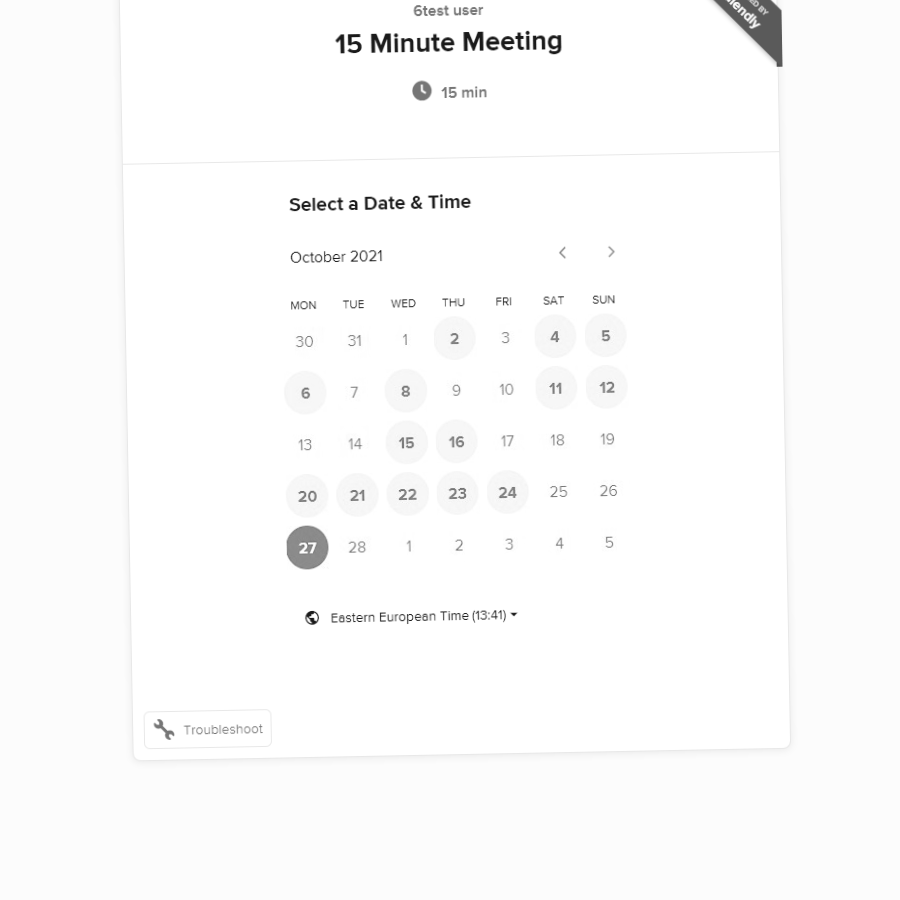 6test user
15 Minute Meeting
15 min
Select a Date & Time
October 2021
MON TUE WED THU FRI SAT SUN
30 31 1 2 3 4 5
6 7 8 9 10 11 12
13 14 15 16 17 18 19
20 21 22 23 24 25 26
27 28 1 2 3 4 5
Eastern European Time (13:41)
Troubleshoot